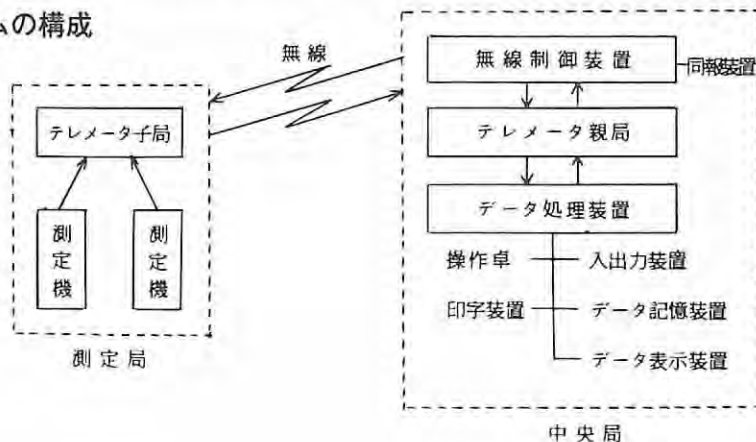 ムの構成
無線
テレメータ子局
測定機
測定機
測定局
無線制御装置
同報装置
テレメータ親局
データ処理装置
操作卓
入出力装置
印字装置
データ記憶装置
データ表示装置
中央局